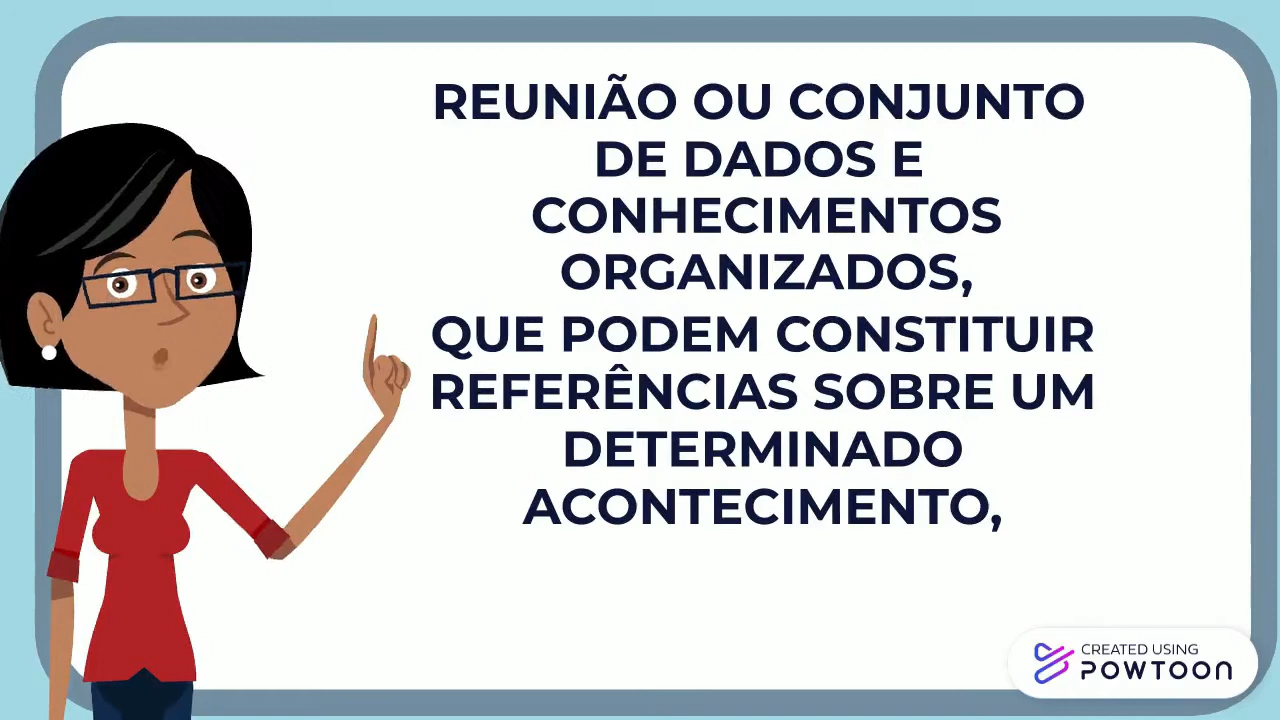 REUNIÃO OU CONJUNTO
DE DADOS E
CONHECIMENTOS
ORGANIZADOS,
QUE PODEM CONSTITUIR
REFERÊNCIAS SOBRE UM
DETERMINADO
ACONTECIMENTO,
CREATED USING
POWTOON